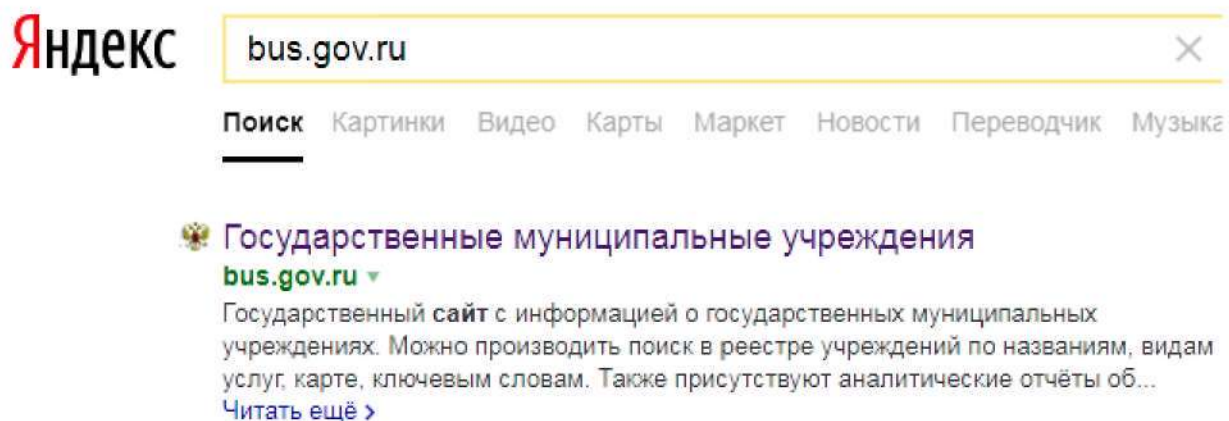 Яндекс
bus.gov.ru
Поиск Картинки Видео Карты Маркет Новости Переводчик Музыка
Государственные муниципальные учреждения
bus.gov.ru
Государственный сайт с информацией о государственных муниципальных
учреждениях. Можно производить поиск в реестре учреждений по названиям, видам
услуг, карте, ключевым словам. Также присутствуют аналитические отчёты об...
Читать ещё >